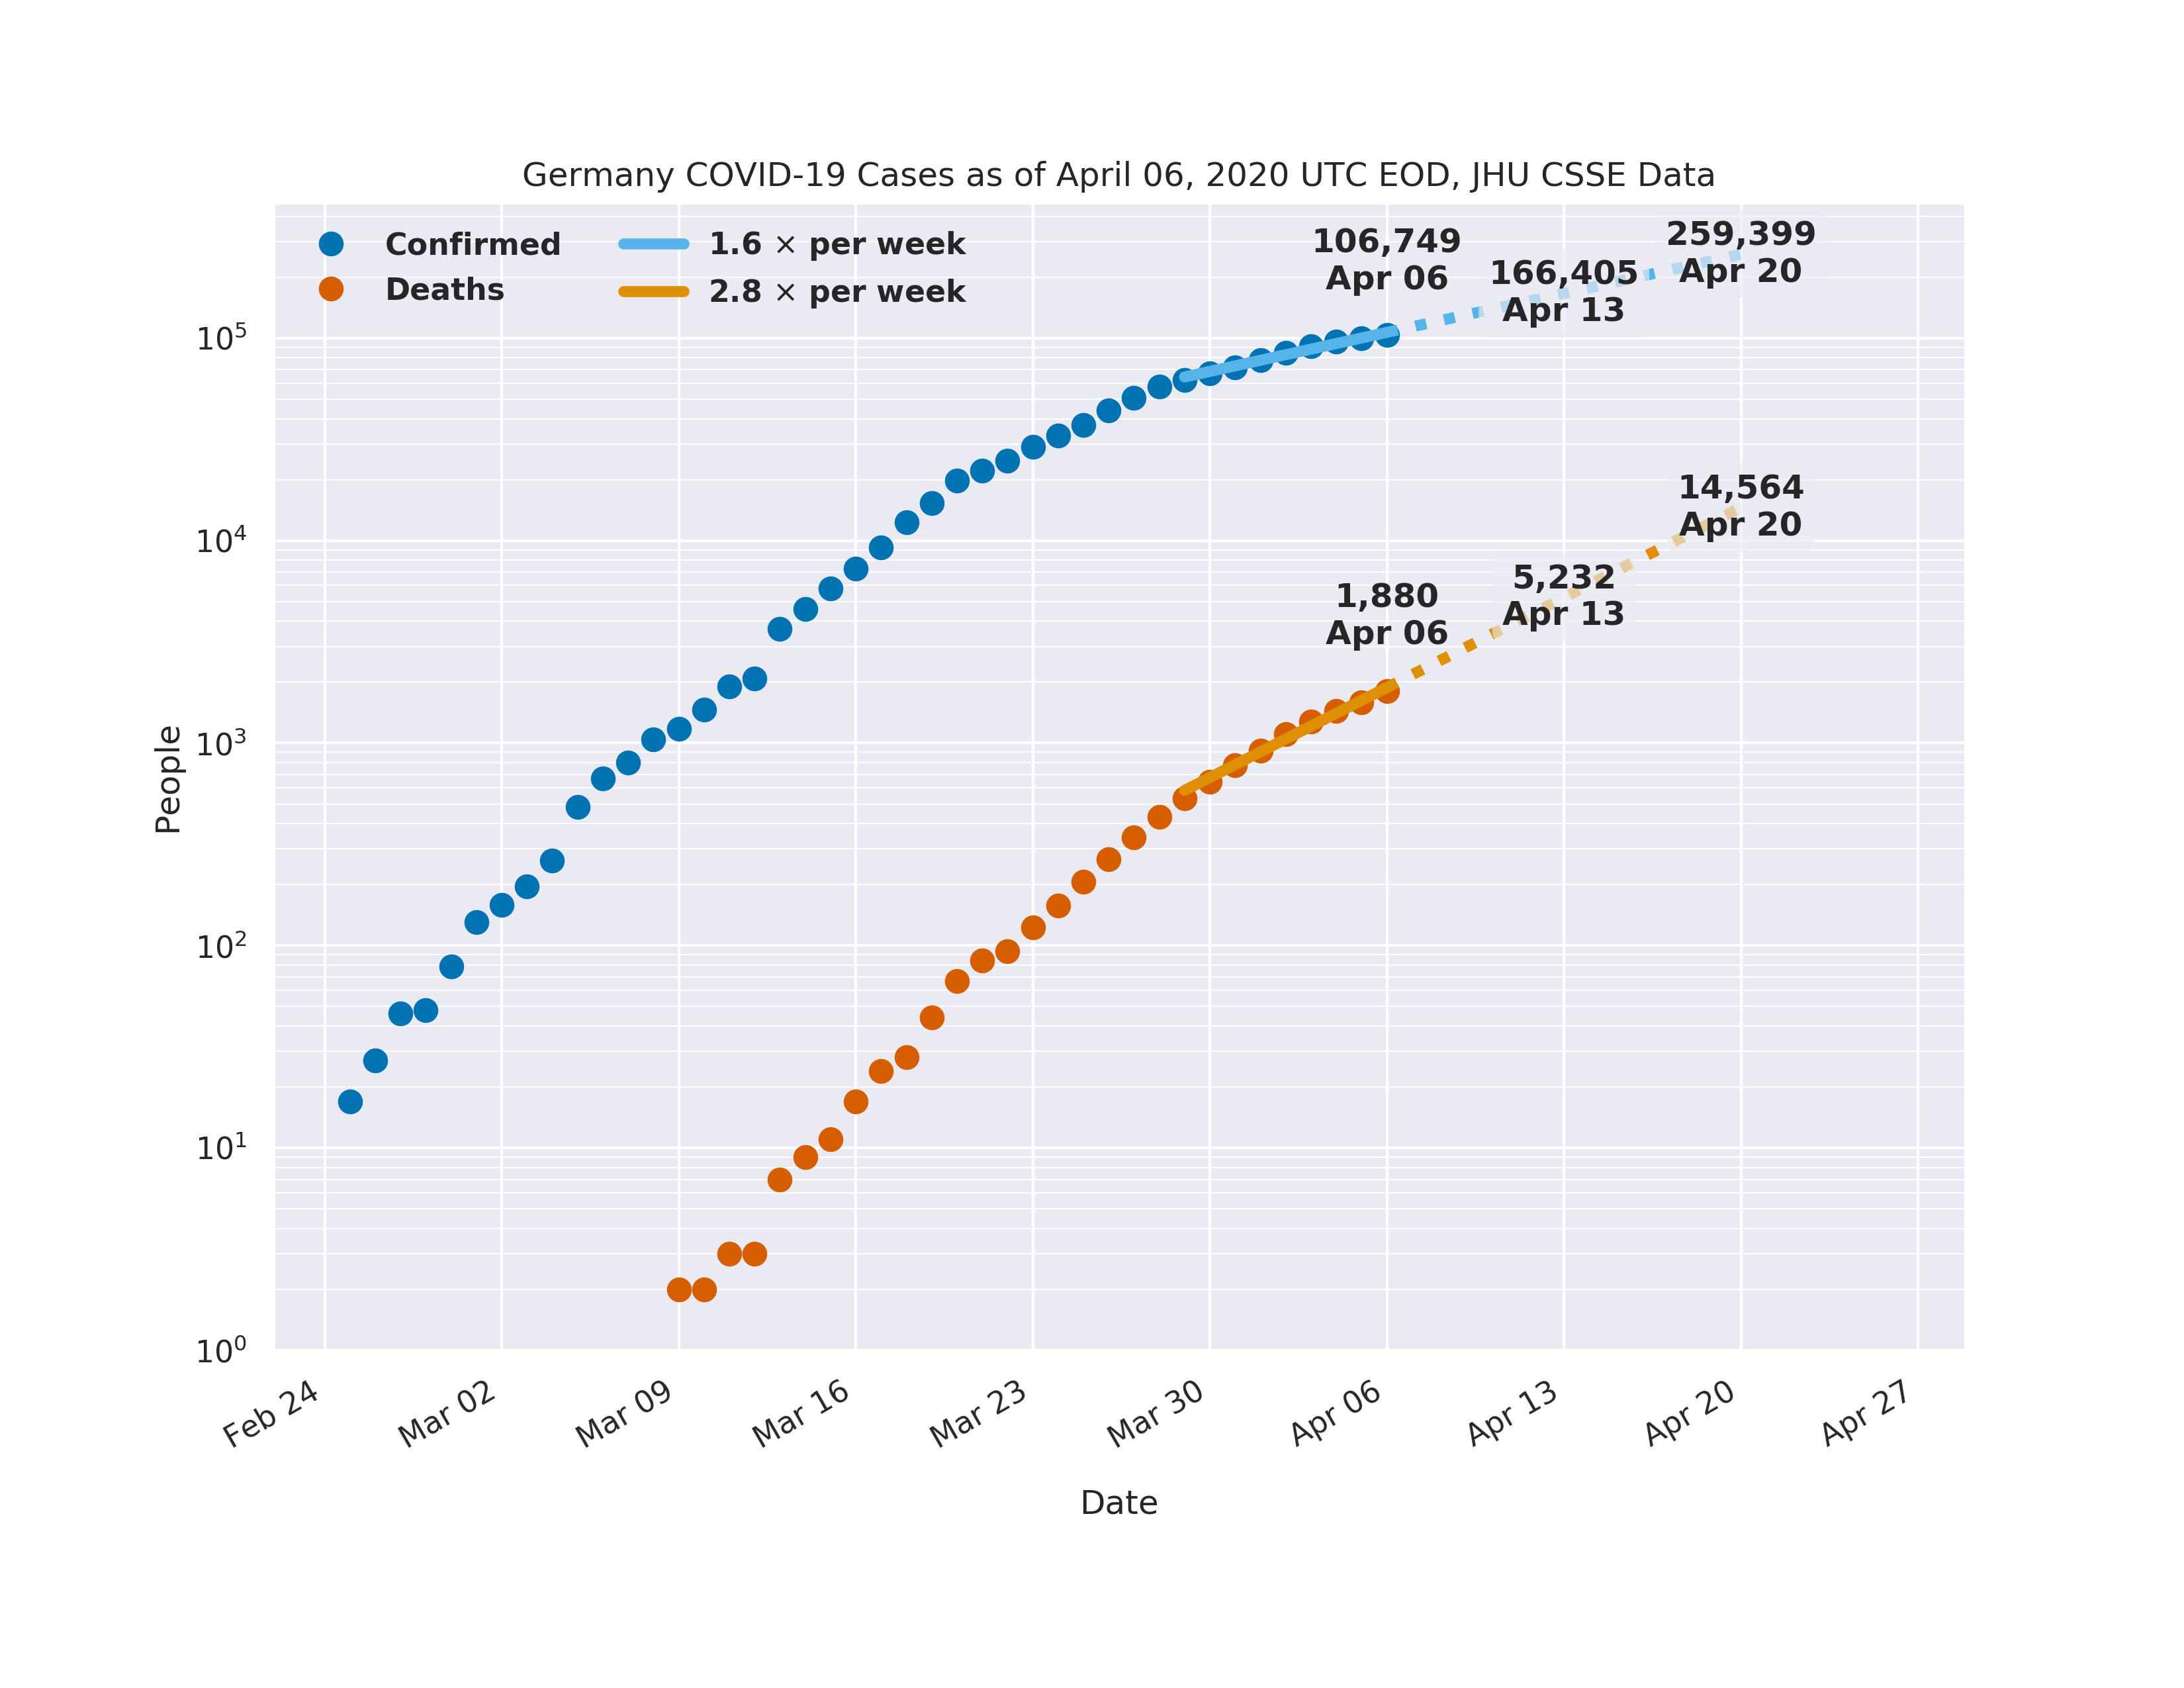 Germany COVID-19 Cases as of April 06, 2020 UTC EOD, JHU CSSE Data
Confirmed
Deaths
1.6 × per week
2.8 × per week
106,749
Apr 06
166,405
Apr 13
259,399
Apr 20
14,564
Apr 20
5,232
Apr 13
1,880
Apr 06
People
10⁵
10⁴
10³
10²
10¹
10⁰
Feb 24
Mar 02
Mar 09
Mar 16
Mar 23
Mar 30
Apr 06
Apr 13
Apr 20
Apr 27
Date